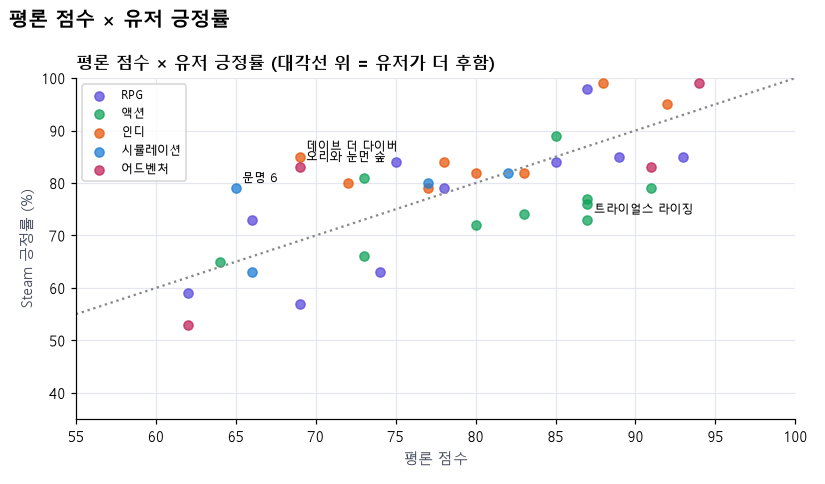 평론 점수 × 유저 긍정률
평론 점수 × 유저 긍정률 (대각선 위 = 유저가 더 후함)
100
90
80
70
60
50
40
Steam 긍정률 (%)
RPG
액션
인디
시뮬레이션
어드벤처
데이브 더 다이버
오리와 눈먼 숲
문명 6
트라이얼스 라이징
55
60
65
70
75
80
85
90
95
100
평론 점수